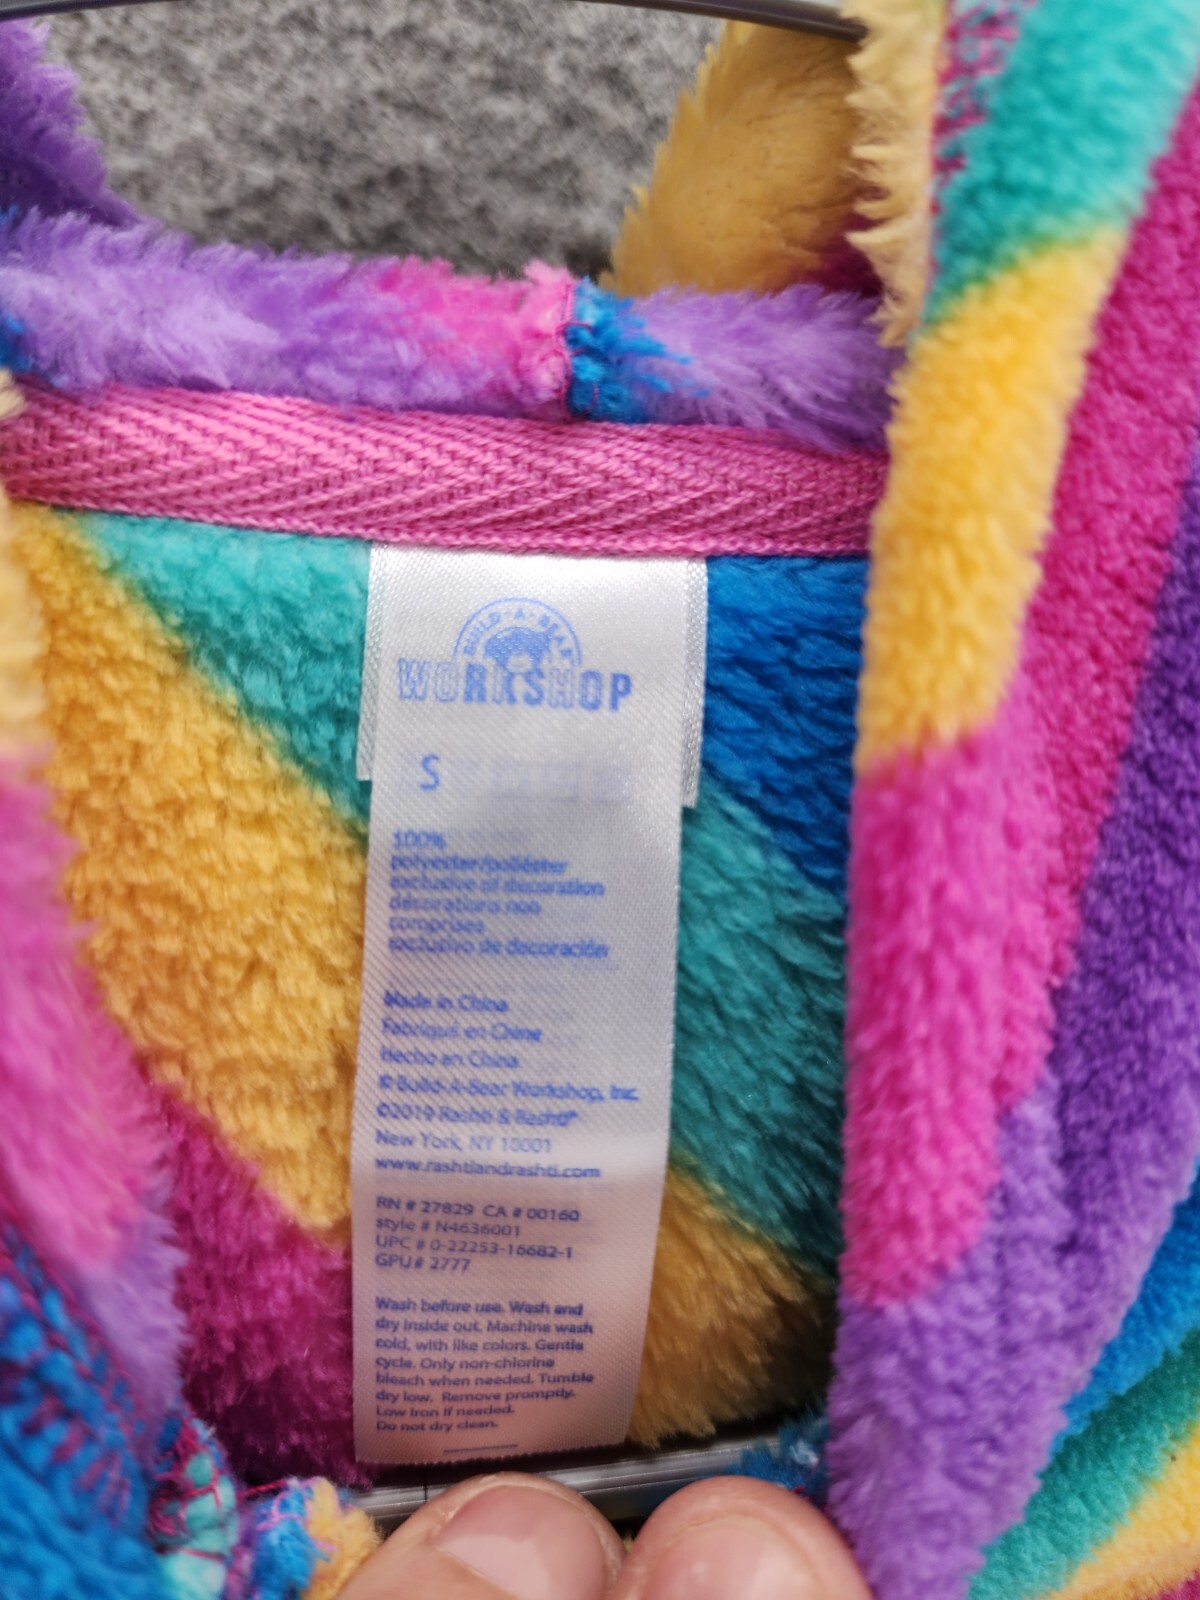 BUILD-A-BEAR
WORKSHOP
S
100%
polyester/poliéster
exclusive of decoration
décorations non
comprises
exclusivo de decoración
Made in China
Fabriqué en Chine
Hecho en China
© Build-A-Bear Workshop, Inc.
©2019 Rashti & Rashti®
New York, NY 10001
www.rashtiandrashti.com
RN # 27829 CA # 00160
style # N4636001
UPC # 0-22253-16682-1
GPU# 2777
Wash before use. Wash and
dry inside out. Machine wash
cold, with like colors. Gentle
cycle. Only non-chlorine
bleach when needed. Tumble
dry low. Remove promptly.
Low iron if needed.
Do not dry clean.